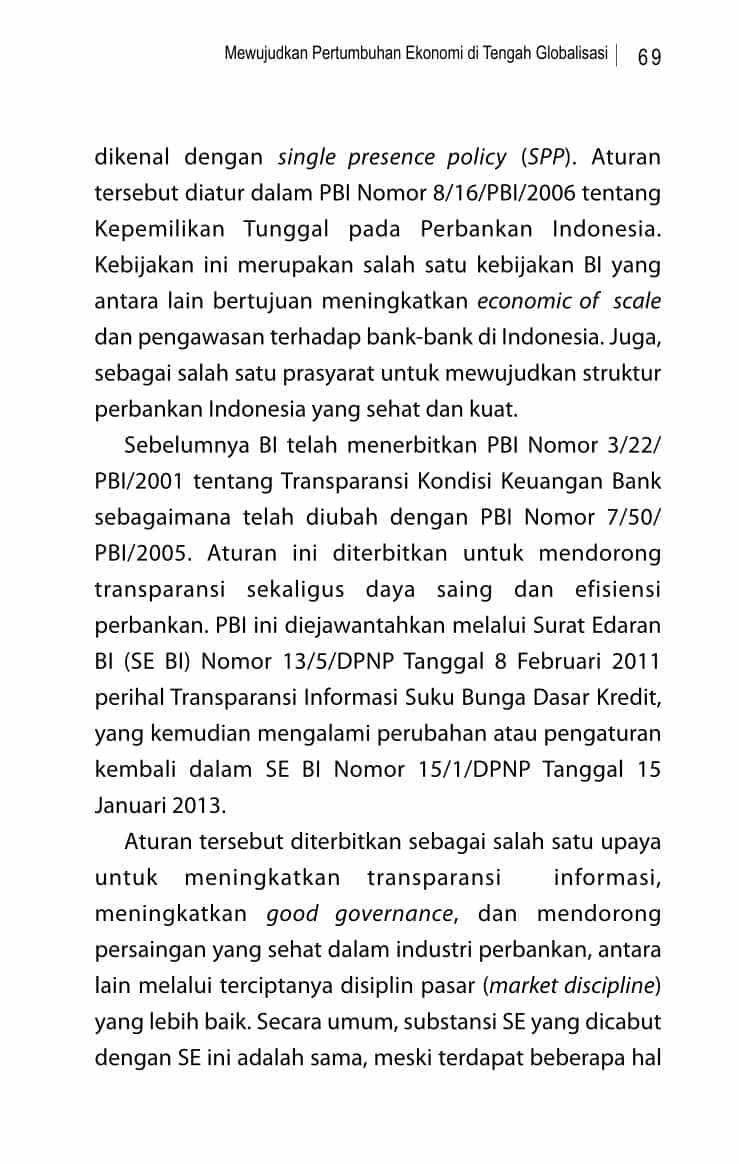 Mewujudkan Pertumbuhan Ekonomi di Tengah Globalisasi | 69
dikenal dengan single presence policy (SPP). Aturan
tersebut diatur dalam PBI Nomor 8/16/PBI/2006 tentang
Kepemilikan Tunggal pada Perbankan Indonesia.
Kebijakan ini merupakan salah satu kebijakan BI yang
antara lain bertujuan meningkatkan economic of scale
dan pengawasan terhadap bank-bank di Indonesia. Juga,
sebagai salah satu prasyarat untuk mewujudkan struktur
perbankan Indonesia yang sehat dan kuat.
Sebelumnya BI telah menerbitkan PBI Nomor 3/22/
PBI/2001 tentang Transparansi Kondisi Keuangan Bank
sebagaimana telah diubah dengan PBI Nomor 7/50/
PBI/2005. Aturan ini diterbitkan untuk mendorong
transparansi sekaligus daya saing dan efisiensi
perbankan. PBI ini diejawantahkan melalui Surat Edaran
BI (SE BI) Nomor 13/5/DPNP Tanggal 8 Februari 2011
perihal Transparansi Informasi Suku Bunga Dasar Kredit,
yang kemudian mengalami perubahan atau pengaturan
kembali dalam SE BI Nomor 15/1/DPNP Tanggal 15
Januari 2013.
Aturan tersebut diterbitkan sebagai salah satu upaya
untuk meningkatkan transparansi informasi,
meningkatkan good governance, dan mendorong
persaingan yang sehat dalam industri perbankan, antara
lain melalui terciptanya disiplin pasar (market discipline)
yang lebih baik. Secara umum, substansi SE yang dicabut
dengan SE ini adalah sama, meski terdapat beberapa hal